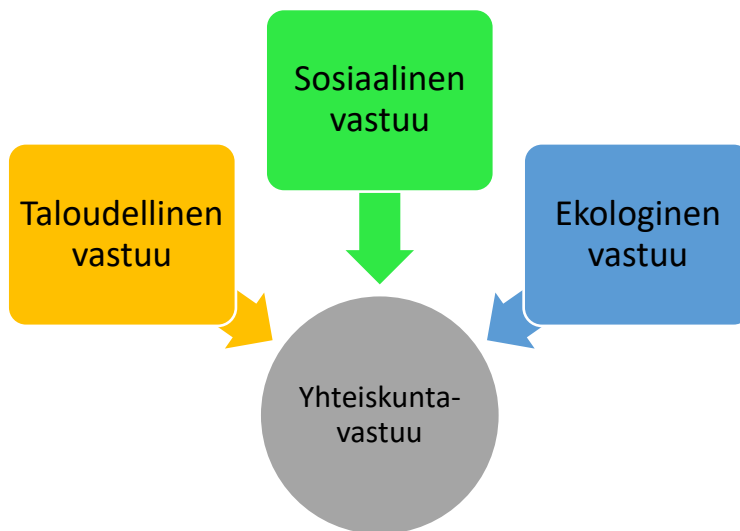 Sosiaalinen
vastuu
Taloudellinen
vastuu
Ekologinen
vastuu
Yhteiskunta-
vastuu